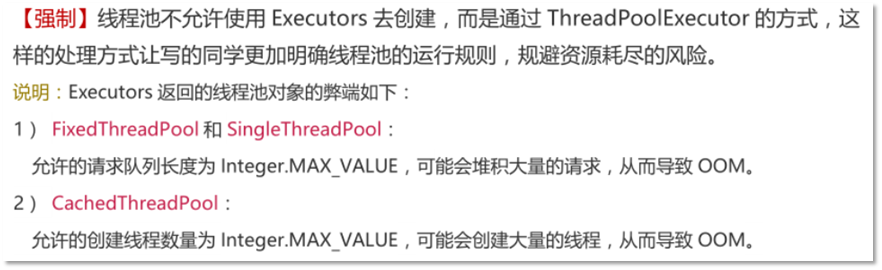 【强制】线程池不允许使用 Executors 去创建，而是通过 ThreadPoolExecutor 的方式，这
样的处理方式让写的同学更加明确线程池的运行规则，规避资源耗尽的风险。
说明：Executors 返回的线程池对象的弊端如下：
1） FixedThreadPool 和 SingleThreadPool：
允许的请求队列长度为 Integer.MAX_VALUE，可能会堆积大量的请求，从而导致 OOM。
2） CachedThreadPool：
允许的创建线程数量为 Integer.MAX_VALUE，可能会创建大量的线程，从而导致 OOM。